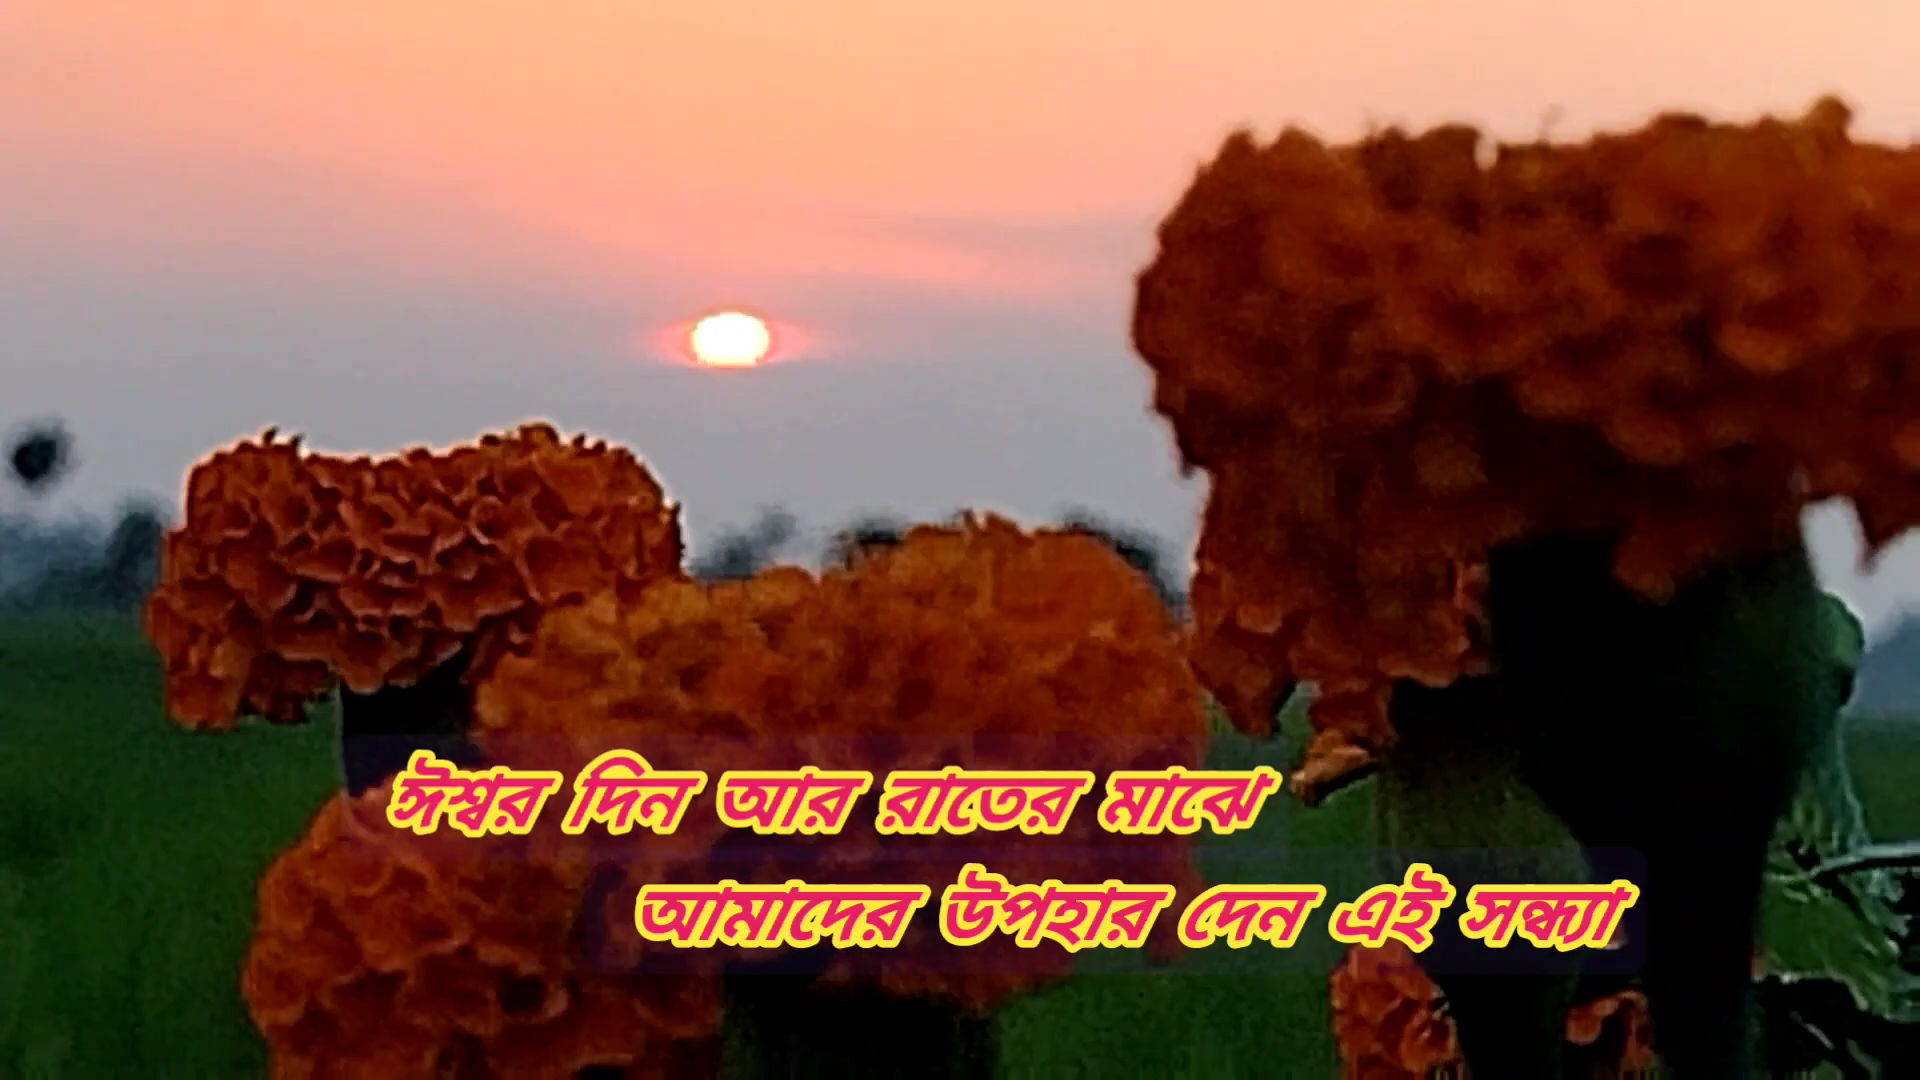 ঈশ্বর দিন আর রাতের মাঝে
আমাদের উপহার দেন এই সন্ধ্যা